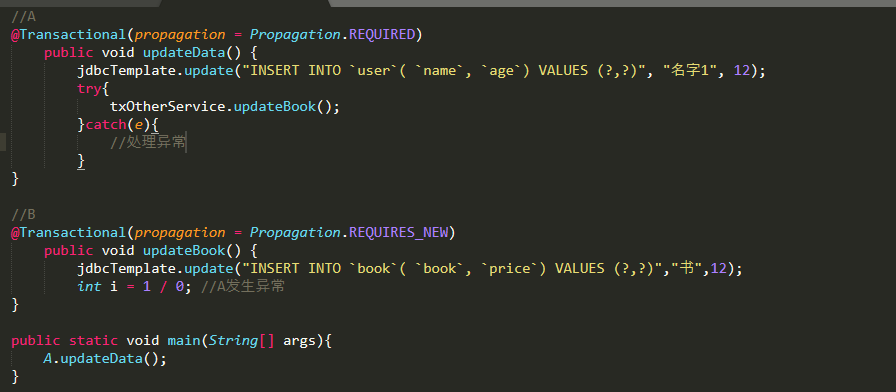 //A
@Transactional(propagation = Propagation.REQUIRED)
public void updateData() {
jdbcTemplate.update("INSERT INTO `user`( `name`, `age`) VALUES (?,?)", "名字1", 12);
try{
txOtherService.updateBook();
}catch(e){
//处理异常
}
}
//B
@Transactional(propagation = Propagation.REQUIRES_NEW)
public void updateBook() {
jdbcTemplate.update("INSERT INTO `book`( `book`, `price`) VALUES (?,?)","书",12);
int i = 1 / 0; //A发生异常
}
public static void main(String[] args){
A.updateData();
}